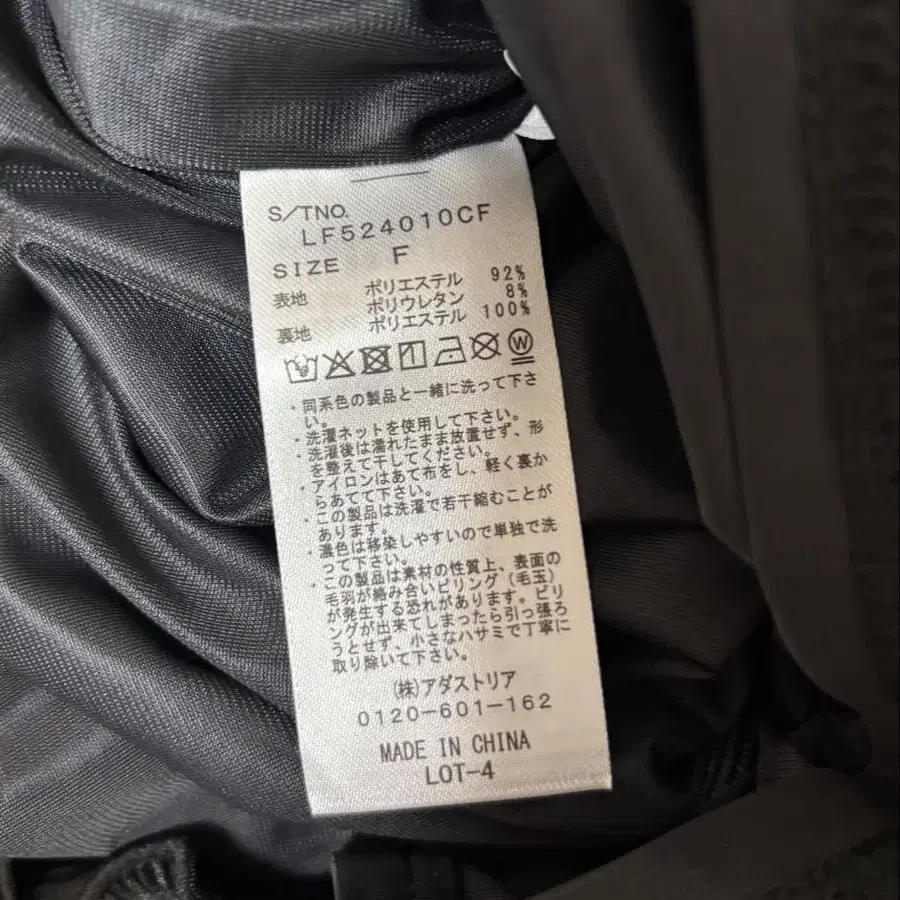 S/TNO.
LF524010CF
SIZE F
表地 ポリエステル 92%
ポリウレタン 8%
裏地 ポリエステル 100%
W
・同系色の製品と一緒に洗って下さ
い。
・洗濯ネットを使用して下さい。
・洗濯後は濡れたまま放置せず、形
を整えて干してください。
・アイロンはあて布をし、軽く裏か
らあてて下さい。
・この製品は洗濯で若干縮むことが
あります。
・濃色は移染しやすいので単独で洗
って下さい。
・この製品は素材の性質上、表面の
毛羽が絡み合いピリング(毛玉)
が発生する恐れがあります。ピリ
ングが出来てしまったら引っ張ろ
うとせず、小さなハサミで丁寧に
取り除いて下さい。
(株)アダストリア
0120-601-162
MADE IN CHINA
LOT-4